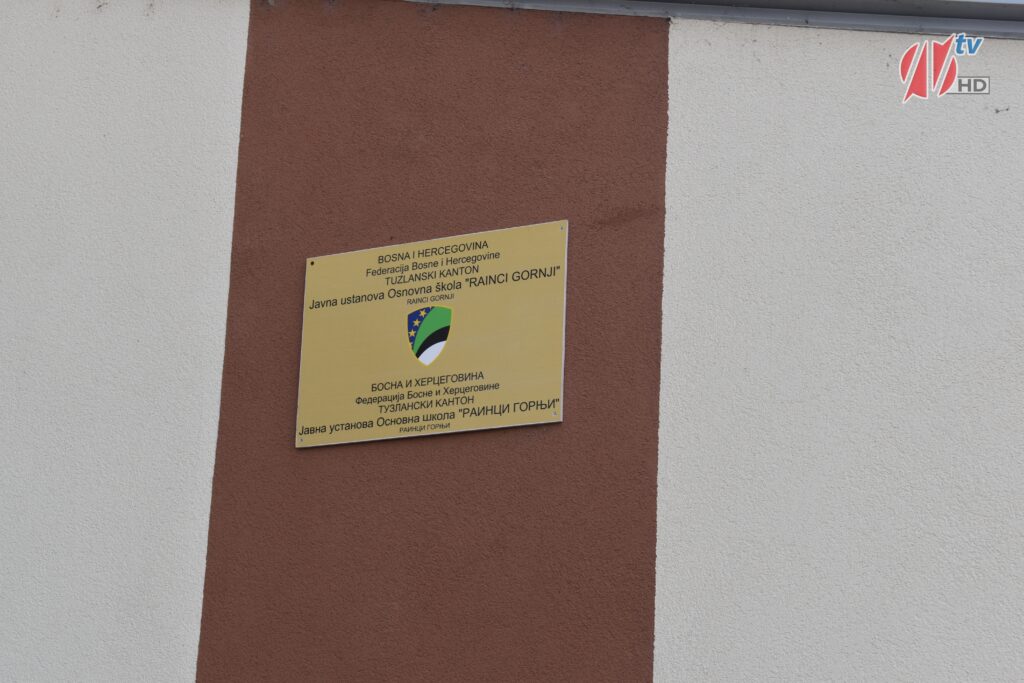 tv
HD
BOSNA I HERCEGOVINA
Federacija Bosne i Hercegovine
TUZLANSKI KANTON
Javna ustanova Osnovna škola "RAINCI GORNJI"
RAINCI GORNJI
БОСНА И ХЕРЦЕГОВИНА
Федерација Босне и Херцеговине
ТУЗЛАНСКИ КАНТОН
Јавна установа Основна школа "РАИНЦИ ГОРЊИ"
РАИНЦИ ГОРЊИ